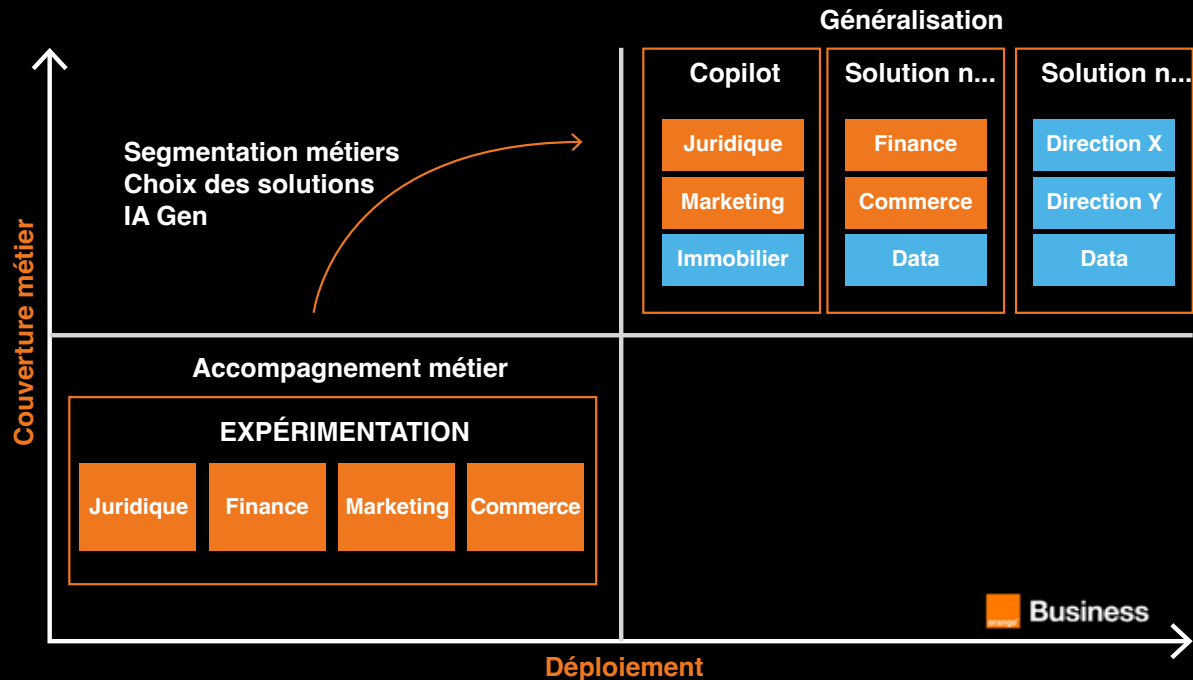 Généralisation
Copilot
Juridique
Marketing
Immobilier
Solution n...
Finance
Commerce
Data
Solution n...
Direction X
Direction Y
Data
Segmentation métiers
Choix des solutions
IA Gen
Couverture métier
Accompagnement métier
EXPÉRIMENTATION
Juridique
Finance
Marketing
Commerce
orange
Business
Déploiement